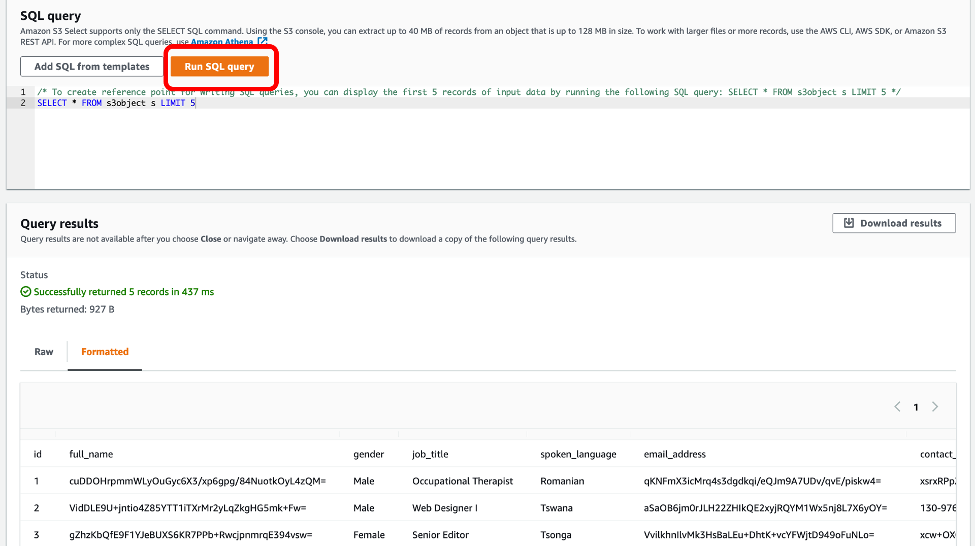 SQL query
Amazon S3 Select supports only the SELECT SQL command. Using the S3 console, you can extract up to 40 MB of records from an object that is up to 128 MB in size. To work with larger files or more records, use the AWS CLI, AWS SDK, or Amazon S3
REST API. For more complex SQL queries, use Amazon Athena
Add SQL from templates
Run SQL query
1 /* To create reference point for writing SQL queries, you can display the first 5 records of input data by running the following SQL query: SELECT * FROM s3object s LIMIT 5 */
2 SELECT * FROM s3object s LIMIT 5
Query results
Download results
Query results are not available after you choose Close or navigate away. Choose Download results to download a copy of the following query results.
Status
Successfully returned 5 records in 437 ms
Bytes returned: 927 B
Raw Formatted
1
id full_name gender job_title spoken_language email_address contact_
1 cuDDOHrpmmWLyOuGyc6X3/xp6gpg/84NuotkOyL4zQM= Male Occupational Therapist Romanian qKNFmX3icMrq4s3dgdkqi/eQJm9A7UDv/qvE/piskw4= xsrxRPpZ
2 VidDLE9U+jntio4Z85YTT1iTXrMr2yLqZkgHG5mk+Fw= Male Web Designer I Tswana aSaOB6jm0rJLH22ZHIkQE2xyjRQYM1Wx5nj8L7X6yOY= 130-976
3 gZhzKbQfE9F1YJeBUXS6KR7PPb+RwcjpnmrqE394vsw= Female Senior Editor Tsonga VvilkhnIlvMk3HsBaLEu+DhtK+vcYFWjtD949oFuNLo= xcw+OX